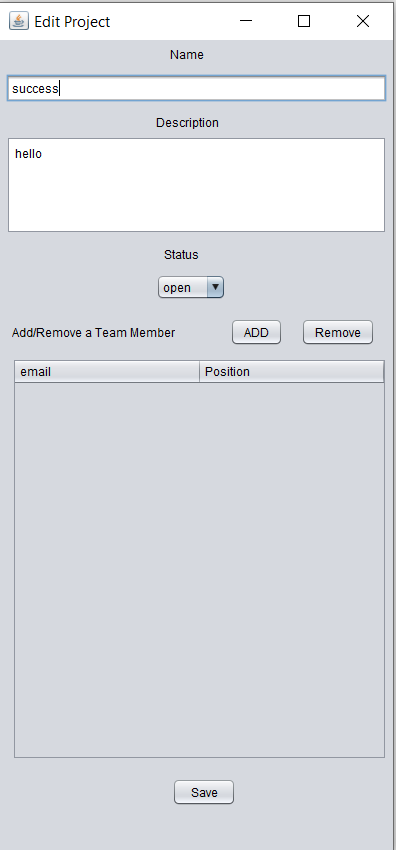 Edit Project
Name
success
Description
hello
Status
open
Add/Remove a Team Member ADD Remove
email Position
Save